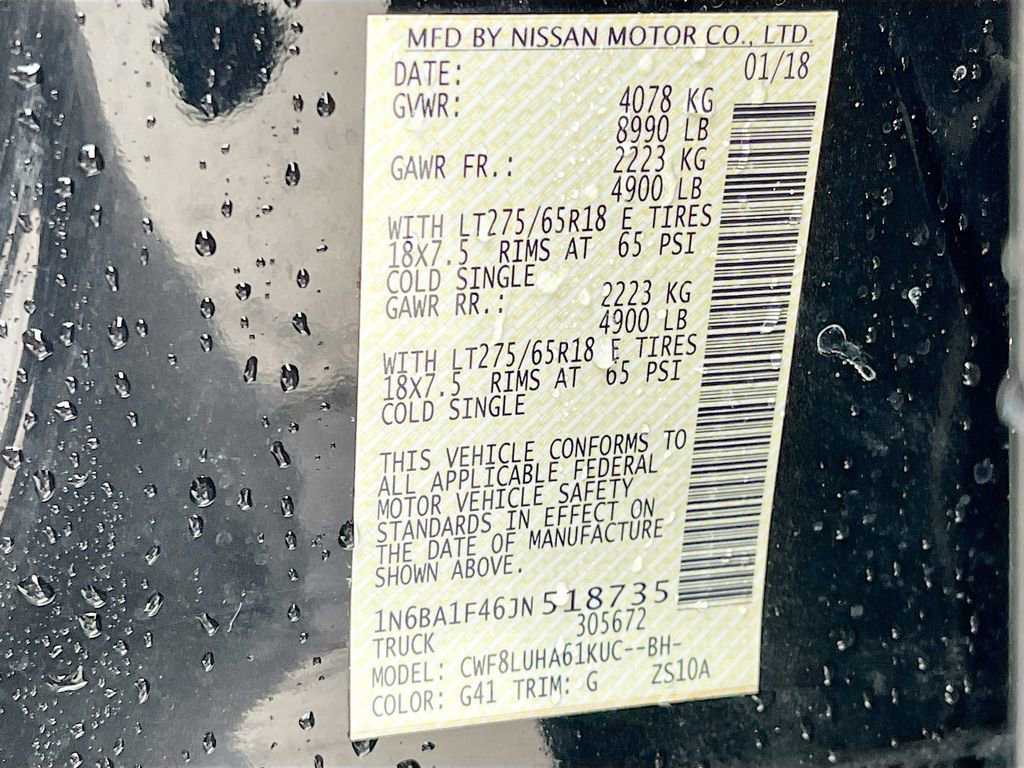 MFD BY NISSAN MOTOR CO., LTD.
DATE: 01/18
GVWR: 4078 KG
8990 LB
GAWR FR.: 2223 KG
4900 LB
WITH LT275/65R18 E TIRES
18X7.5 RIMS AT 65 PSI
COLD SINGLE
GAWR RR.: 2223 KG
4900 LB
WITH LT275/65R18 E TIRES
18X7.5 RIMS AT 65 PSI
COLD SINGLE
THIS VEHICLE CONFORMS TO
ALL APPLICABLE FEDERAL
MOTOR VEHICLE SAFETY
STANDARDS IN EFFECT ON
THE DATE OF MANUFACTURE
SHOWN ABOVE.
1N6BA1F46JN 518735
TRUCK 305672
MODEL: CWF8LUHA61KUC--BH-
COLOR: G41 TRIM: G ZS10A